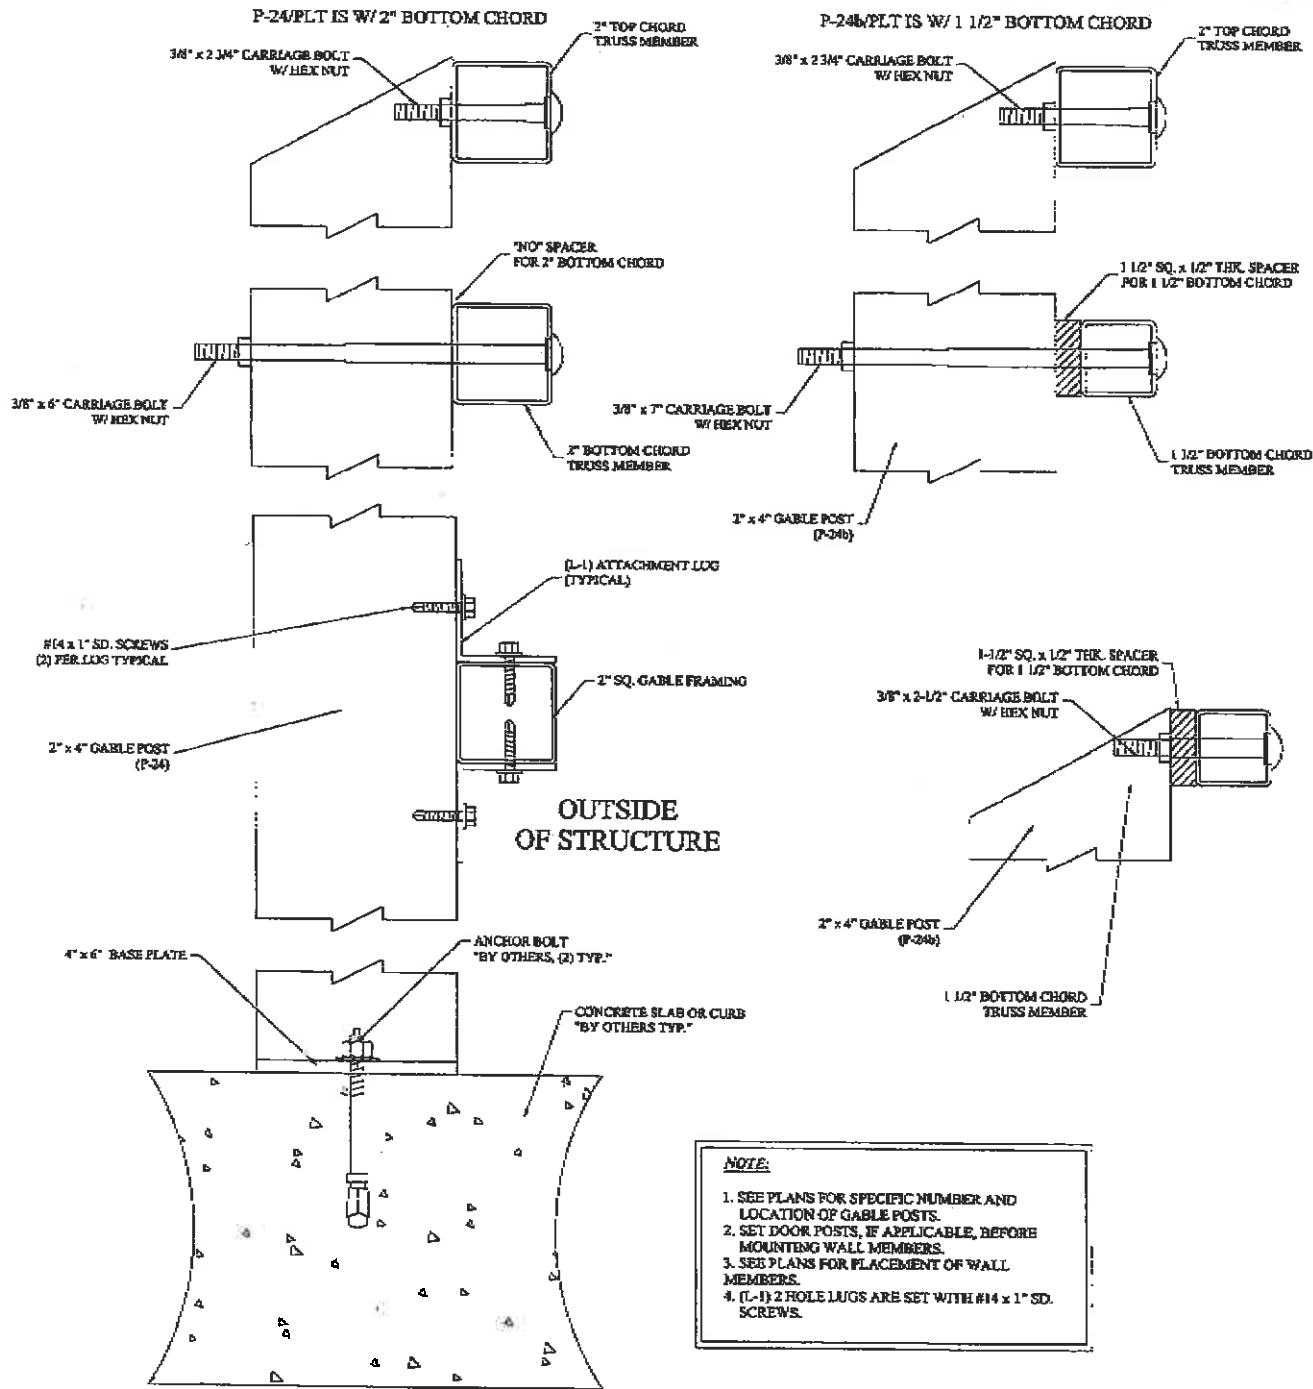 P-24/PLT IS W/ 2" BOTTOM CHORD
3/8" x 2 3/4" CARRIAGE BOLT
W/ HEX NUT
2" TOP CHORD
TRUSS MEMBER
"NO" SPACER
FOR 2" BOTTOM CHORD
3/8" x 6" CARRIAGE BOLT
W/ HEX NUT
2" BOTTOM CHORD
TRUSS MEMBER
P-24b/PLT IS W/ 1 1/2" BOTTOM CHORD
3/8" x 2 3/4" CARRIAGE BOLT
W/ HEX NUT
2" TOP CHORD
TRUSS MEMBER
1 1/2" SQ. x 1/2" THK. SPACER
FOR 1 1/2" BOTTOM CHORD
3/8" x 7" CARRIAGE BOLT
W/ HEX NUT
1 1/2" BOTTOM CHORD
TRUSS MEMBER
2" x 4" GABLE POST
(P-24b)
(L-1) ATTACHMENT LUG
(TYPICAL)
#14 x 1" SD. SCREWS
(2) PER LUG TYPICAL
2" SQ. GABLE FRAMING
2" x 4" GABLE POST
(P-24)
OUTSIDE
OF STRUCTURE
1-1/2" SQ. x 1/2" THK. SPACER
FOR 1 1/2" BOTTOM CHORD
3/8" x 2-1/2" CARRIAGE BOLT
W/ HEX NUT
2" x 4" GABLE POST
(P-24b)
1 1/2" BOTTOM CHORD
TRUSS MEMBER
4" x 6" BASE PLATE
ANCHOR BOLT
"BY OTHERS, (2) TYP."
CONCRETE SLAB OR CURB
"BY OTHERS TYP."
NOTE:
1. SEE PLANS FOR SPECIFIC NUMBER AND
LOCATION OF GABLE POSTS.
2. SET DOOR POSTS, IF APPLICABLE, BEFORE
MOUNTING WALL MEMBERS.
3. SEE PLANS FOR PLACEMENT OF WALL
MEMBERS.
4. (L-1) 2 HOLE LUGS ARE SET WITH #14 x 1" SD.
SCREWS.